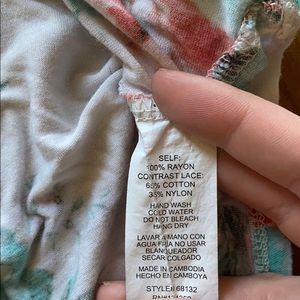 SELF:
100% RAYON
CONTRAST LACE:
65% COTTON
35% NYLON
HAND WASH
COLD WATER
DO NOT BLEACH
HANG DRY
LAVAR A MANO CON
AGUA FRIA NO USAR
BLANQUEADOR
SECAR COLGADO
MADE IN CAMBODIA
HECHO EN CAMBOYA
STYLE# 68132